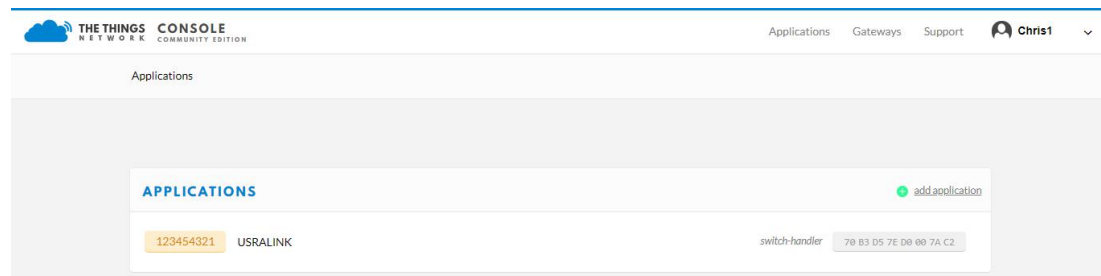 THE THINGS NETWORK CONSOLE COMMUNITY EDITION
Applications Gateways Support Chris1
Applications
APPLICATIONS
add application
123454321 USRALINK switch-handler 70 B3 D5 7E D0 00 7A C2